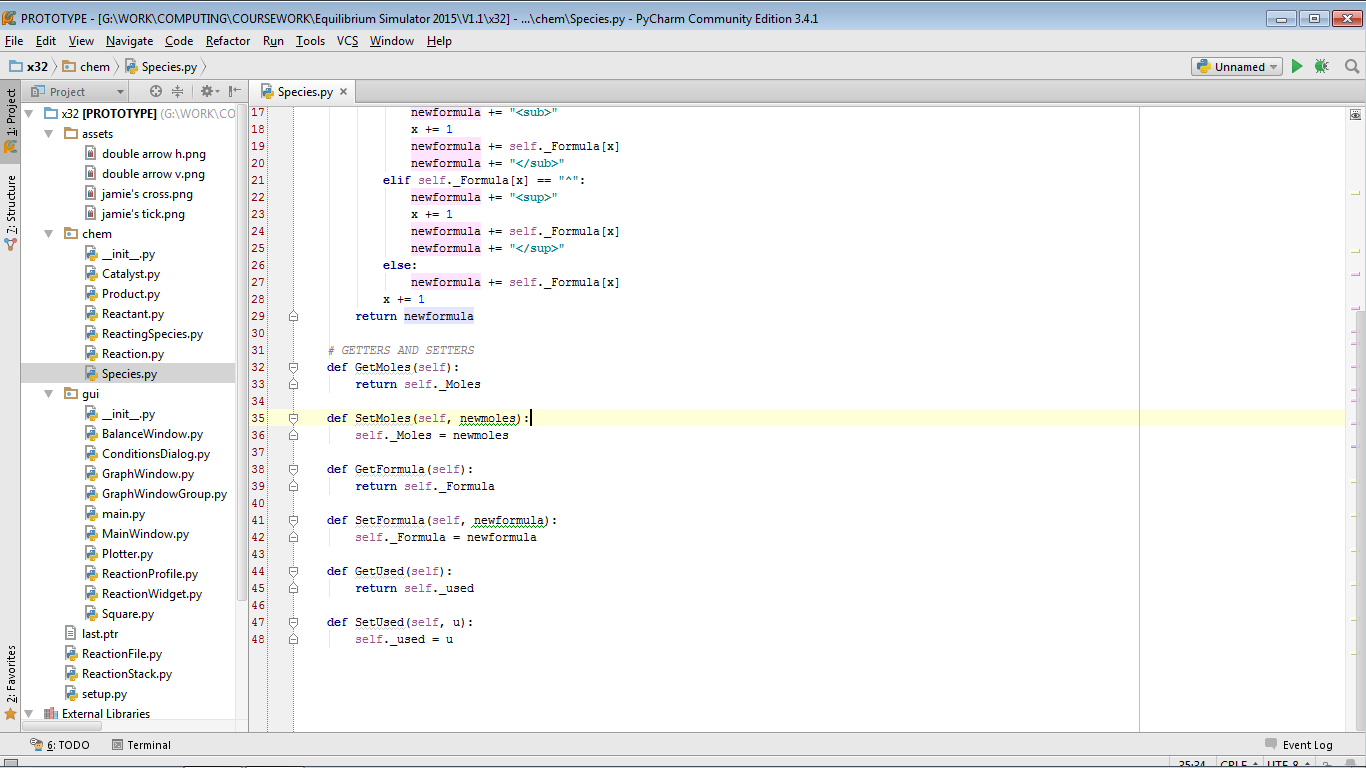 PROTOTYPE - [G:\WORK\COMPUTING\COURSEWORK\Equilibrium Simulator 2015\V1.1\x32] - ...\chem\Species.py - PyCharm Community Edition 3.4.1
File Edit View Navigate Code Refactor Run Tools VCS Window Help
x32 chem Species.py Unnamed
Project Species.py
1: Project
7: Structure
2: Favorites
x32 [PROTOTYPE] (G:\WORK\CO
assets
double arrow h.png
double arrow v.png
jamie's cross.png
jamie's tick.png
chem
__init__.py
Catalyst.py
Product.py
Reactant.py
ReactingSpecies.py
Reaction.py
Species.py
gui
__init__.py
BalanceWindow.py
ConditionsDialog.py
GraphWindow.py
GraphWindowGroup.py
main.py
MainWindow.py
Plotter.py
ReactionProfile.py
ReactionWidget.py
Square.py
last.ptr
ReactionFile.py
ReactionStack.py
setup.py
External Libraries
17 newformula += "<sub>"
18 x += 1
19 newformula += self._Formula[x]
20 newformula += "</sub>"
21 elif self._Formula[x] == "^":
22 newformula += "<sup>"
23 x += 1
24 newformula += self._Formula[x]
25 newformula += "</sup>"
26 else:
27 newformula += self._Formula[x]
28 x += 1
29 return newformula
30
31 # GETTERS AND SETTERS
32 def GetMoles(self):
33 return self._Moles
34
35 def SetMoles(self, newmoles):
36 self._Moles = newmoles
37
38 def GetFormula(self):
39 return self._Formula
40
41 def SetFormula(self, newformula):
42 self._Formula = newformula
43
44 def GetUsed(self):
45 return self._used
46
47 def SetUsed(self, u):
48 self._used = u
6: TODO Terminal Event Log
35:34 CRLF UTF-8